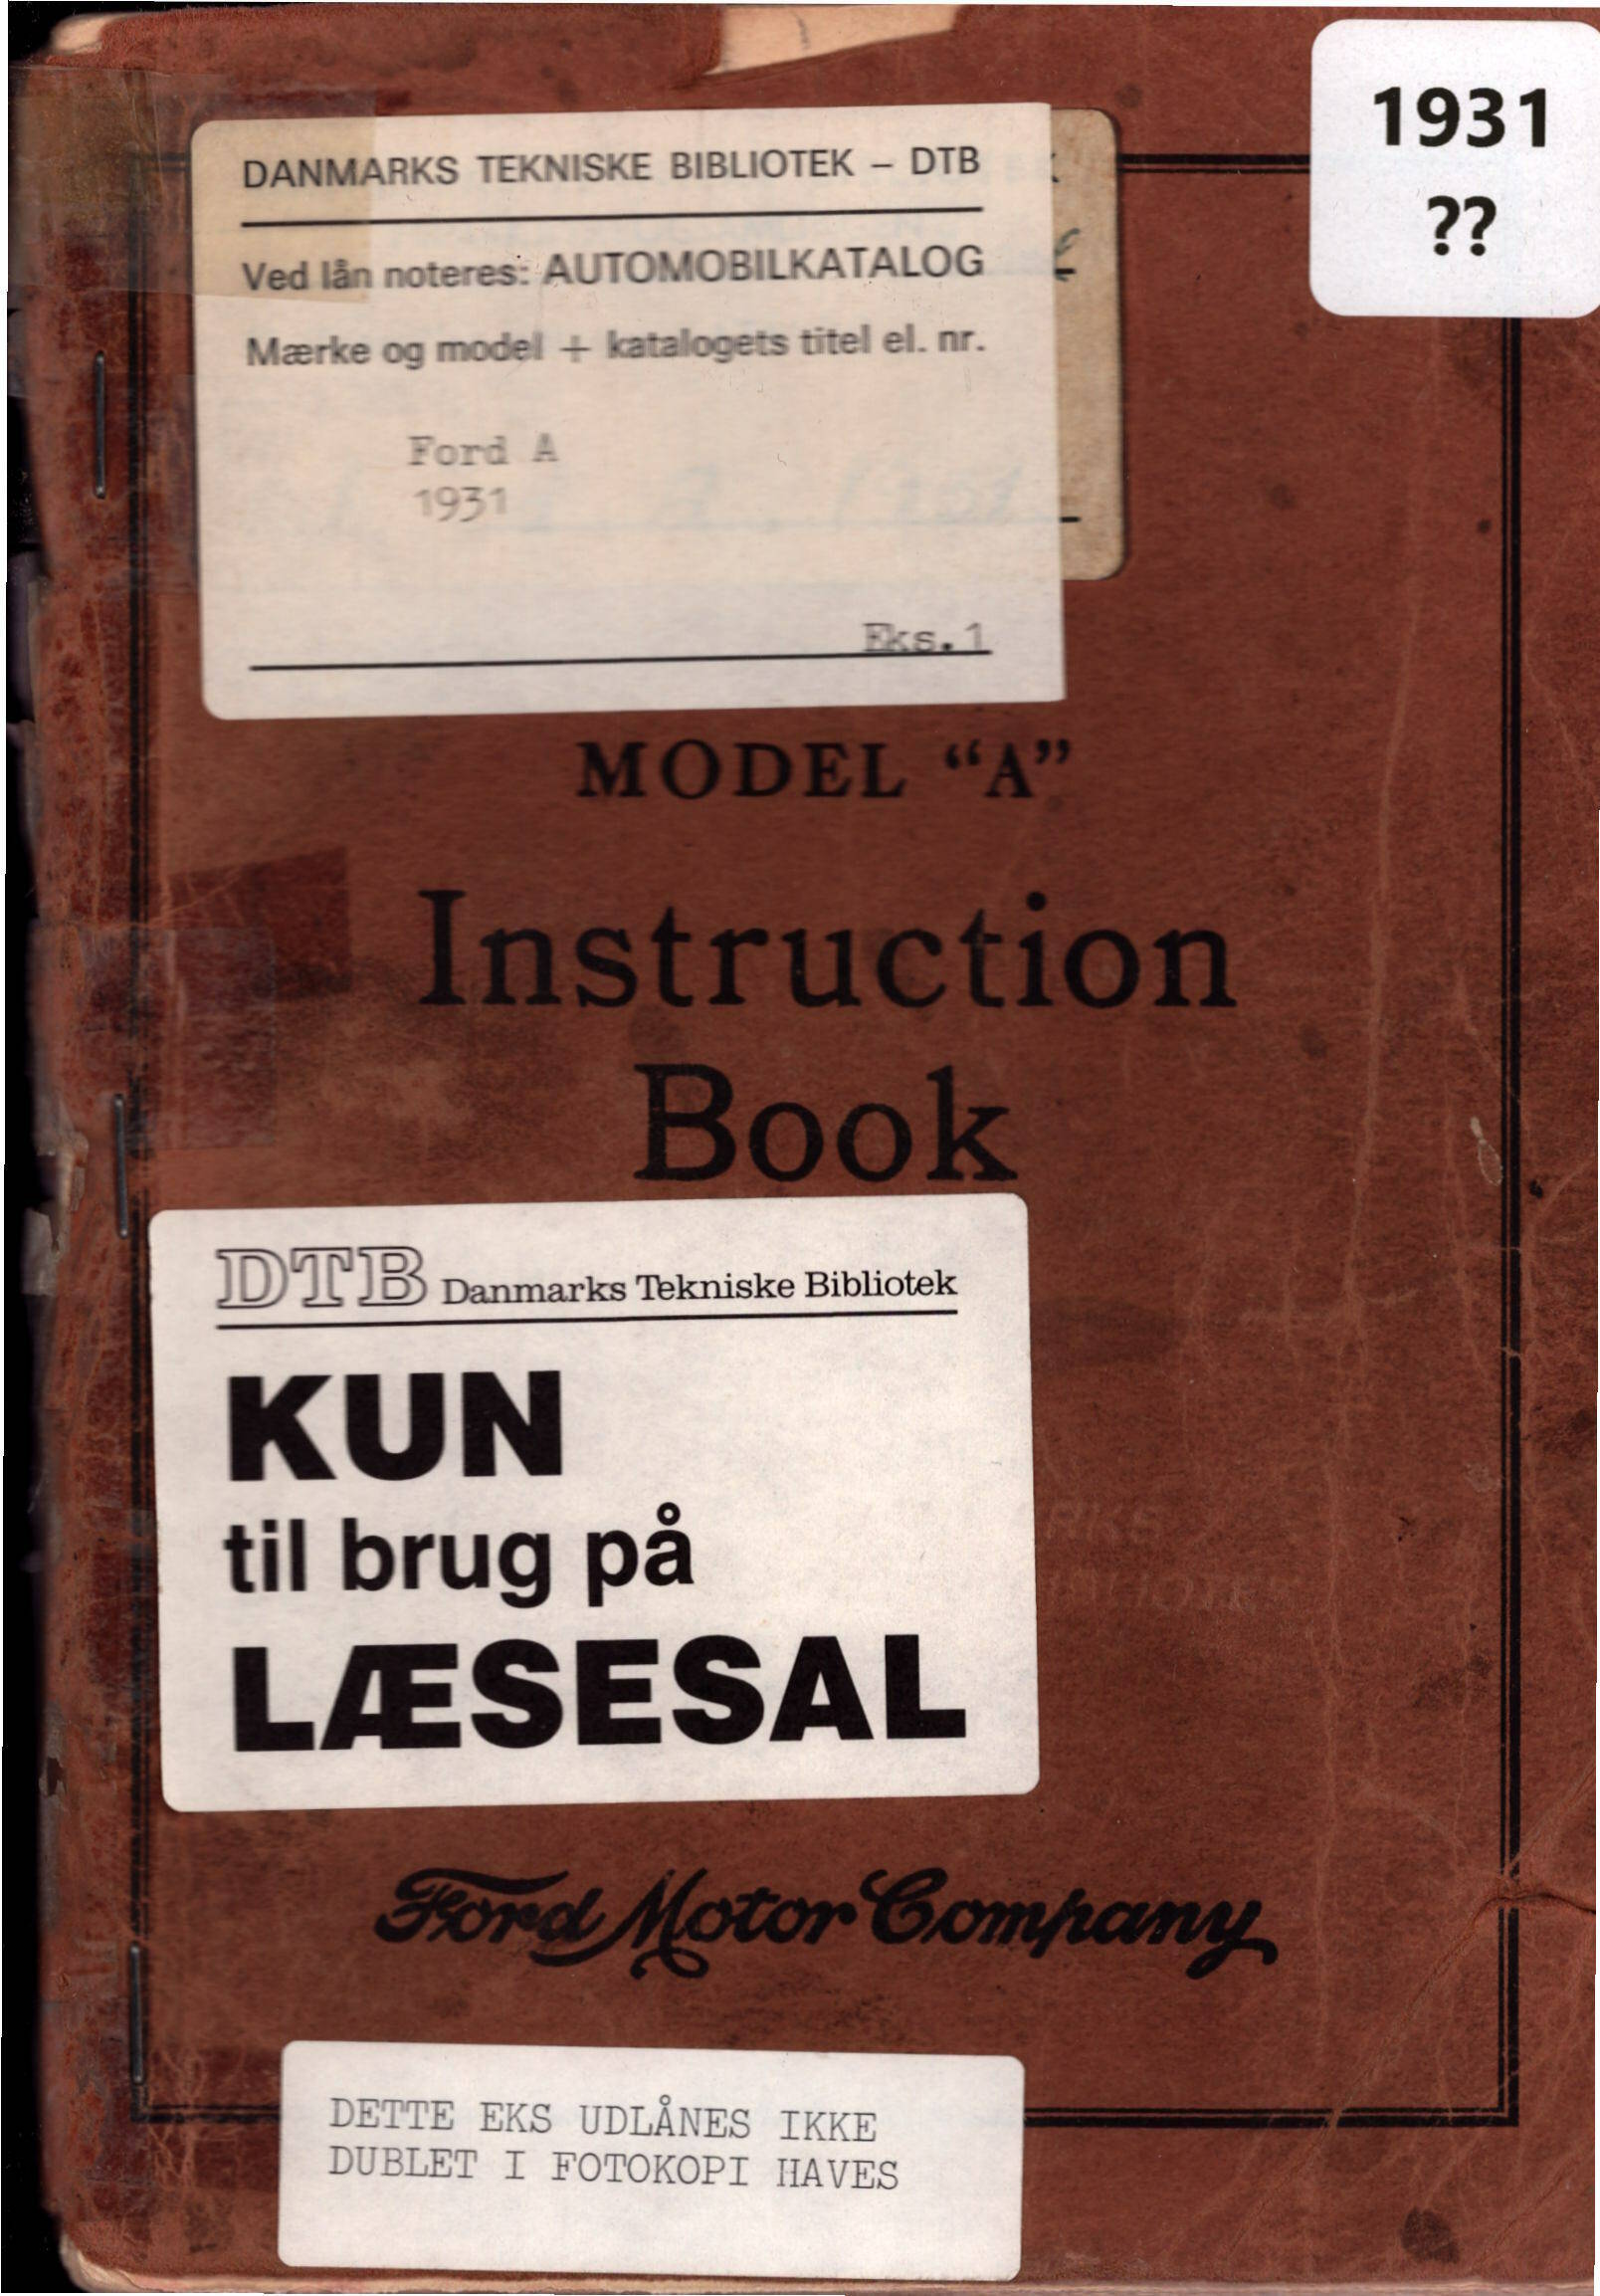 1931
??
DANMARKS TEKNISKE BIBLIOTEK – DTB
Ved lån noteres: AUTOMOBILKATALOG
Mærke og model + katalogets titel el. nr.
Ford A
1931
Eks.1
MODEL “A”
Instruction
Book
DTB Danmarks Tekniske Bibliotek
KUN
til brug på
LÆSESAL
Ford Motor Company
DETTE EKS UDLÅNES IKKE
DUBLET I FOTOKOPI HAVES